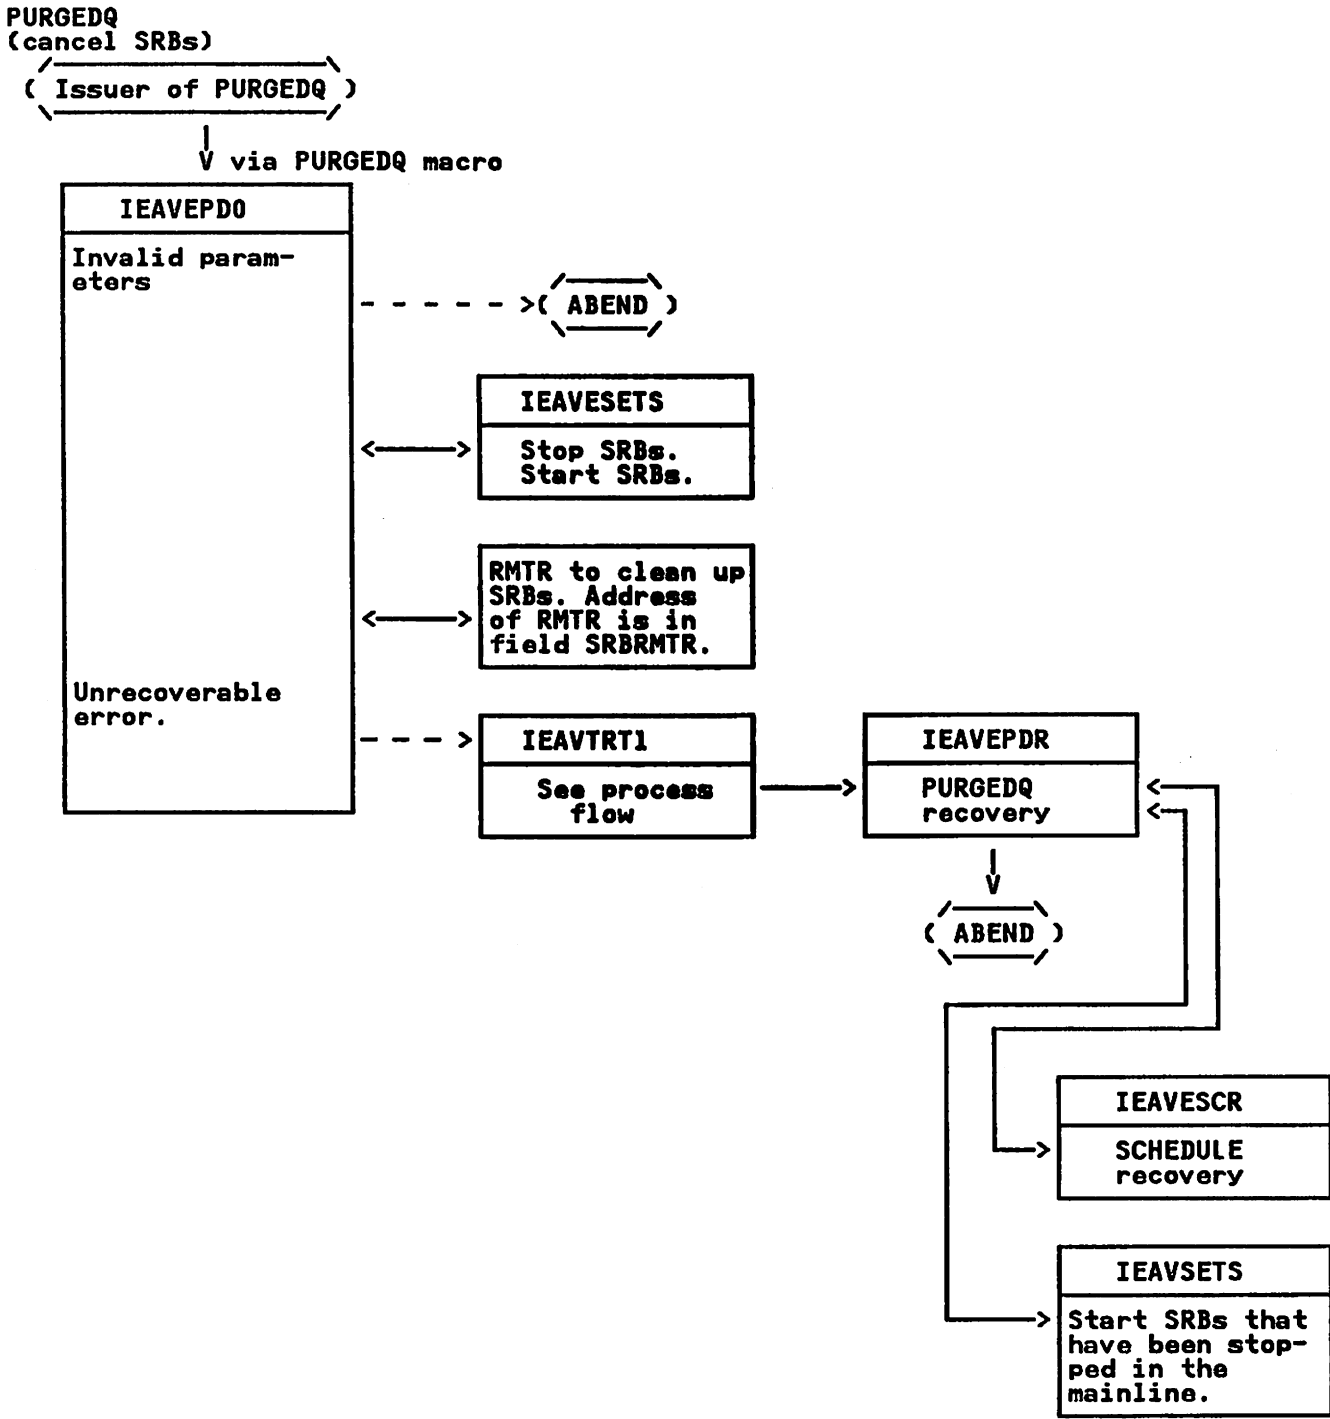 PURGEDQ
(cancel SRBs)
( Issuer of PURGEDQ )
V via PURGEDQ macro
IEAVEPD0
Invalid param-
eters
>( ABEND )
IEAVESETS
Stop SRBs.
Start SRBs.
RMTR to clean up
SRBs. Address
of RMTR is in
field SRBRMTR.
Unrecoverable
error.
IEAVTRT1
See process
flow
IEAVEPDR
PURGEDQ
recovery
V
( ABEND )
IEAVESCR
SCHEDULE
recovery
IEAVSETS
Start SRBs that
have been stop-
ped in the
mainline.